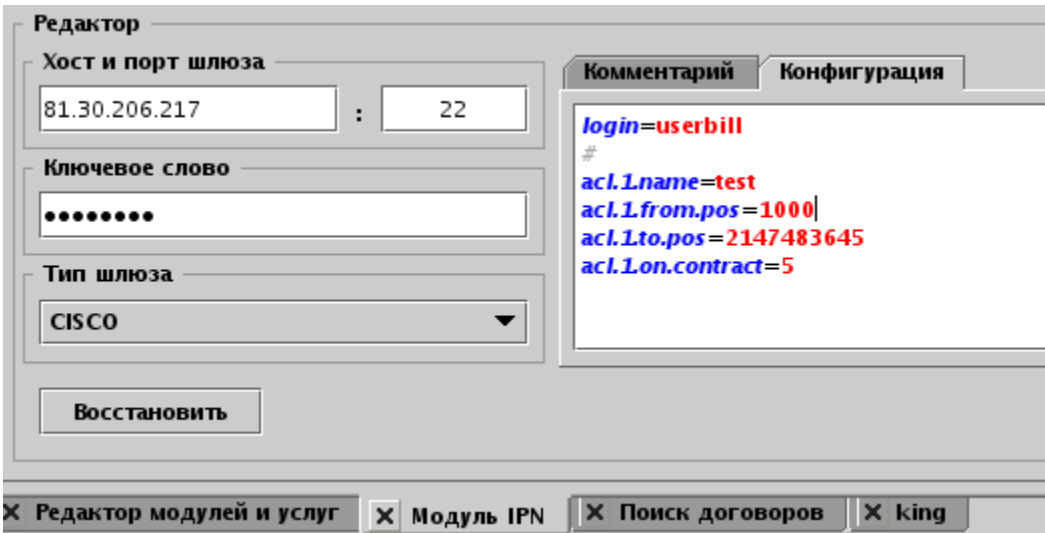 Редактор
Хост и порт шлюза
81.30.206.217 : 22
Ключевое слово
••••••••
Тип шлюза
CISCO
Восстановить
Комментарий Конфигурация
login=userbill
#
acl.1.name=test
acl.1.from.pos=1000
acl.1.to.pos=2147483645
acl.1.on.contract=5
Редактор модулей и услуг Модуль IPN Поиск договоров king